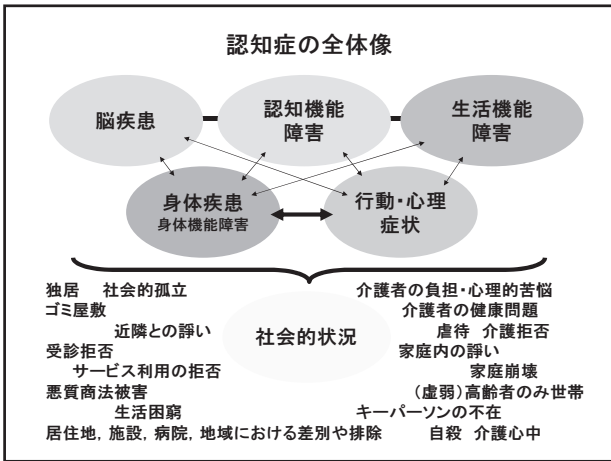 認知症の全体像
脳疾患
認知機能
障害
生活機能
障害
身体疾患
身体機能障害
行動・心理
症状
独居 社会的孤立
ゴミ屋敷
近隣との諍い
受診拒否
サービス利用の拒否
悪質商法被害
生活困窮
居住地,施設,病院,地域における差別や排除
社会的状況
介護者の負担・心理的苦悩
介護者の健康問題
虐待 介護拒否
家庭内の諍い
家庭崩壊
(虚弱)高齢者のみ世帯
キーパーソンの不在
自殺 介護心中